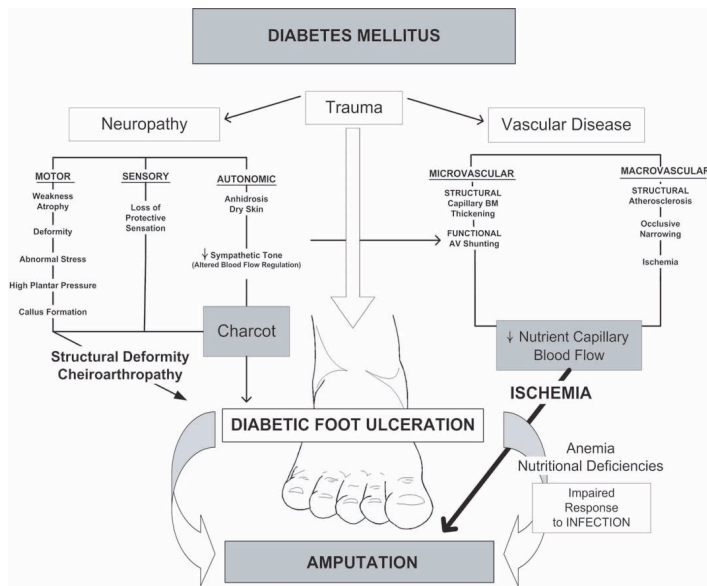 DIABETES MELLITUS
Trauma
Neuropathy
Vascular Disease
MOTOR
Weakness
Atrophy
Deformity
Abnormal Stress
High Plantar Pressure
Callus Formation
SENSORY
Loss of
Protective
Sensation
AUTONOMIC
Anhidrosis
Dry Skin
↓ Sympathetic Tone
(Altered Blood Flow Regulation)
MICROVASCULAR
STRUCTURAL
Capillary BM
Thickening
FUNCTIONAL
AV Shunting
MACROVASCULAR
STRUCTURAL
Atherosclerosis
Occlusive
Narrowing
Ischemia
Charcot
↓ Nutrient Capillary
Blood Flow
Structural Deformity
Cheiroarthropathy
ISCHEMIA
DIABETIC FOOT ULCERATION
Anemia
Nutritional Deficiencies
Impaired
Response
to INFECTION
AMPUTATION